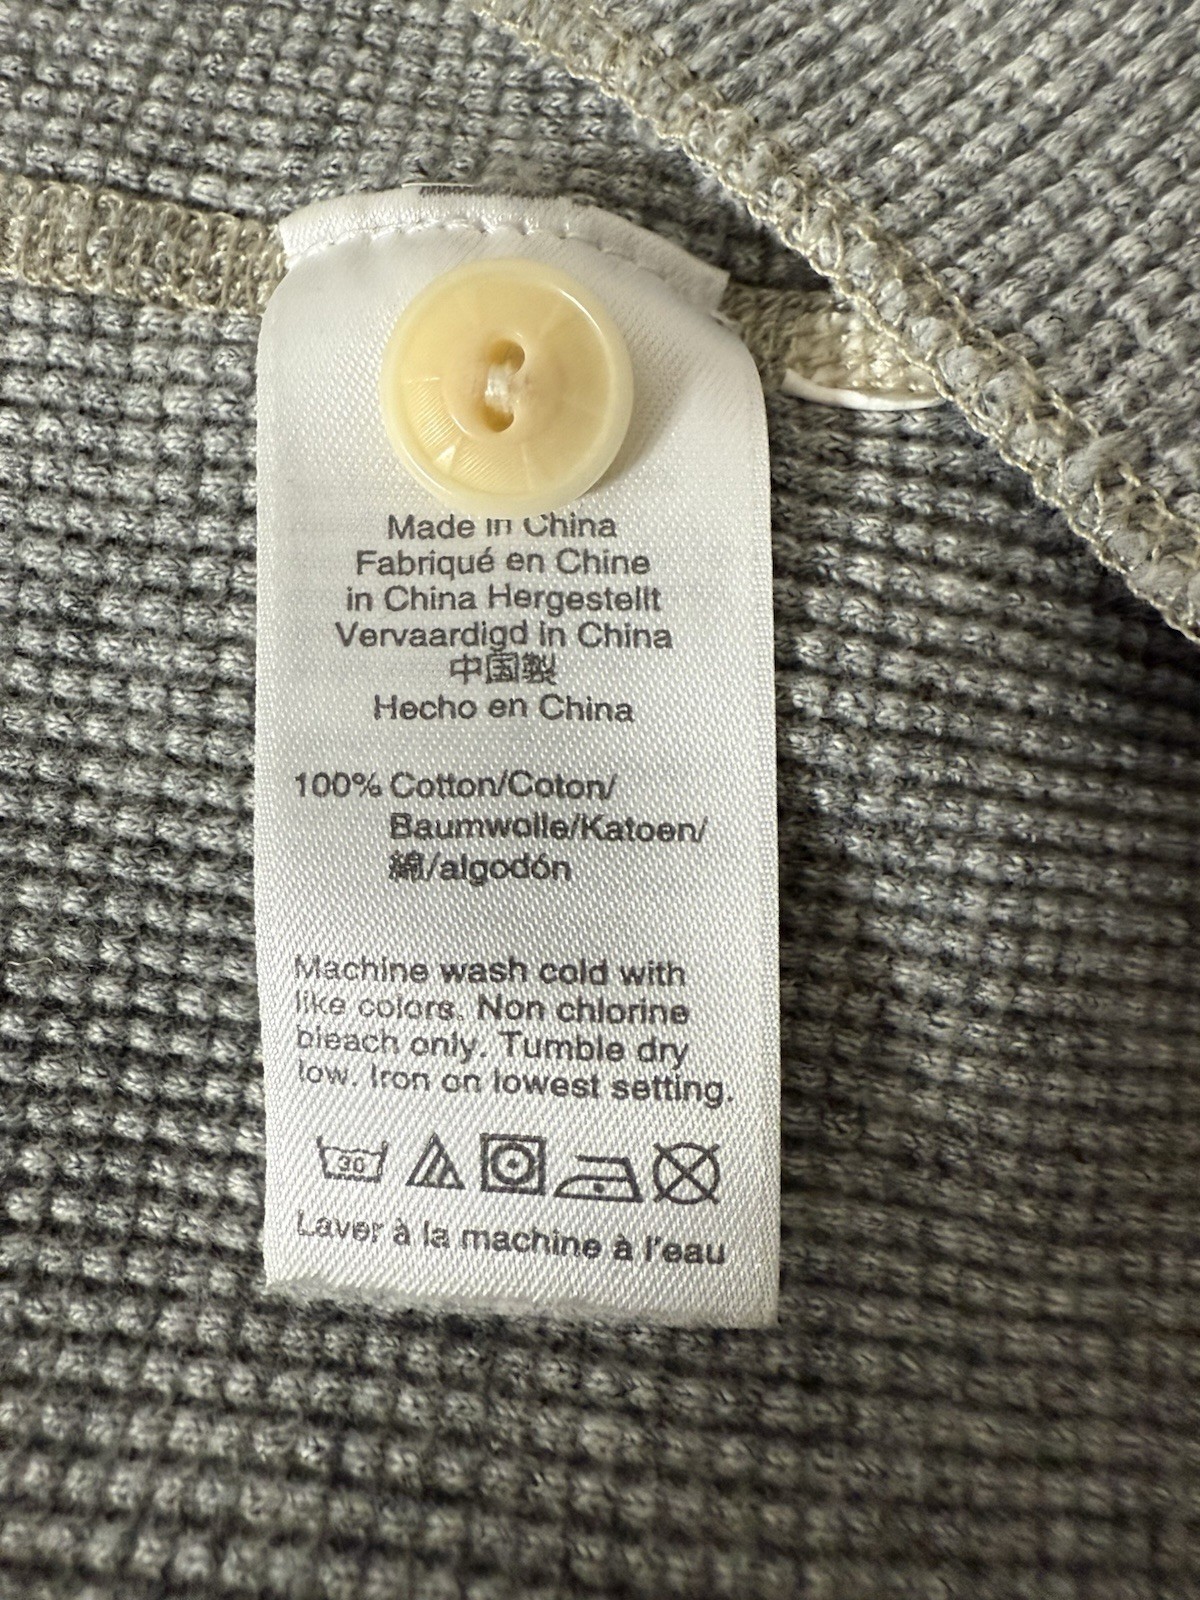 Made in China
Fabriqué en Chine
in China Hergestellt
Vervaardigd in China
中国製
Hecho en China
100% Cotton/Coton/
Baumwolle/Katoen/
綿/algodón
Machine wash cold with
like colors. Non chlorine
bleach only. Tumble dry
low. Iron on lowest setting.
30
Laver à la machine à l'eau